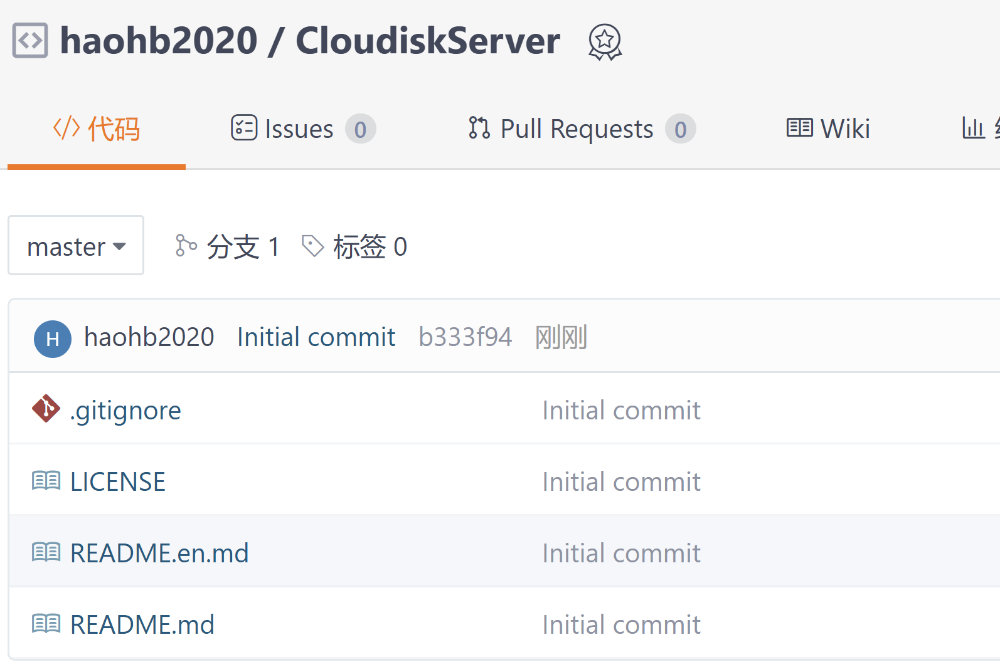 haohb2020 / CloudiskServer
代码 Issues 0 Pull Requests 0 Wiki
master 分支 1 标签 0
H haohb2020 Initial commit b333f94 刚刚
.gitignore Initial commit
LICENSE Initial commit
README.en.md Initial commit
README.md Initial commit